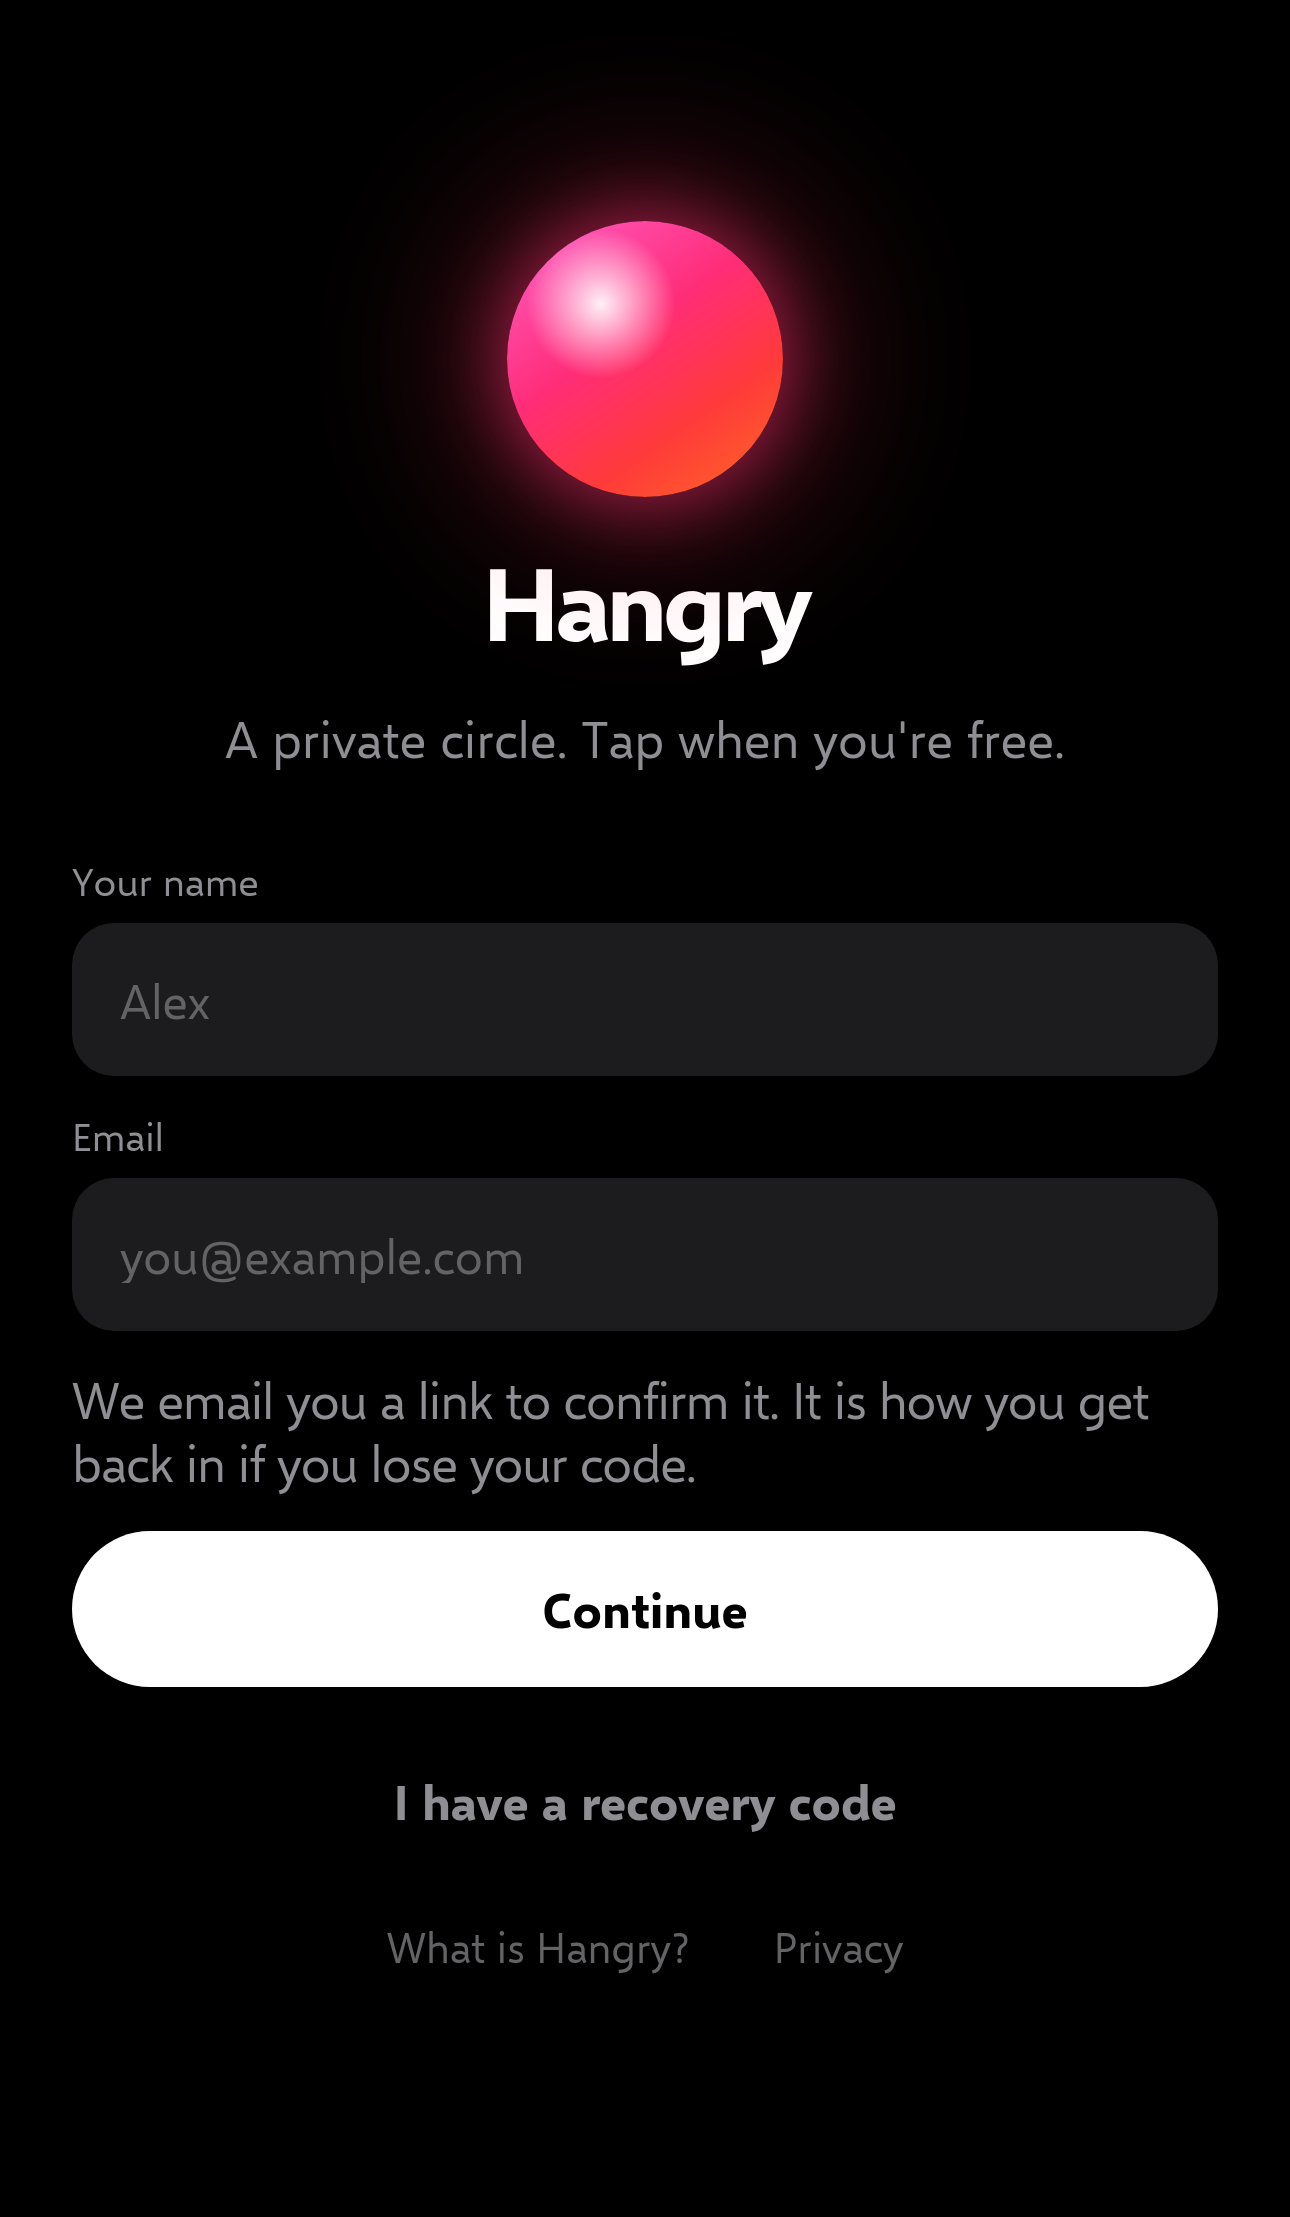 Hangry
A private circle. Tap when you're free.
Your name
Alex
Email
you@example.com
We email you a link to confirm it. It is how you get
back in if you lose your code.
Continue
I have a recovery code
What is Hangry? Privacy